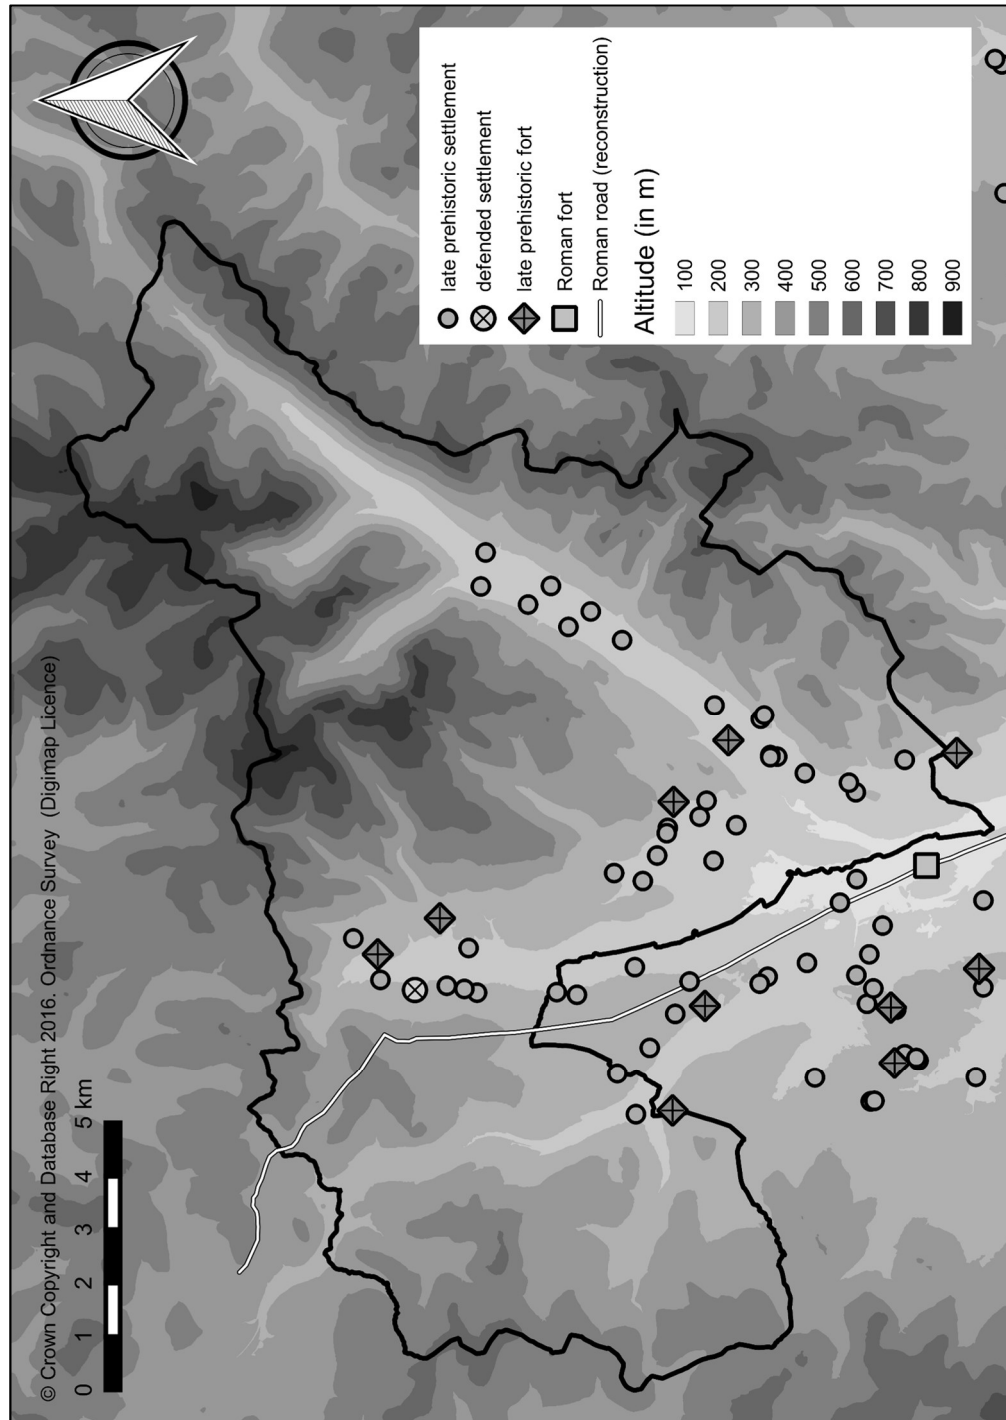 © Crown Copyright and Database Right 2016. Ordnance Survey (Digimap Licence)
0 1 2 3 4 5 km
late prehistoric settlement
defended settlement
late prehistoric fort
Roman fort
Roman road (reconstruction)
Altitude (in m)
100
200
300
400
500
600
700
800
900